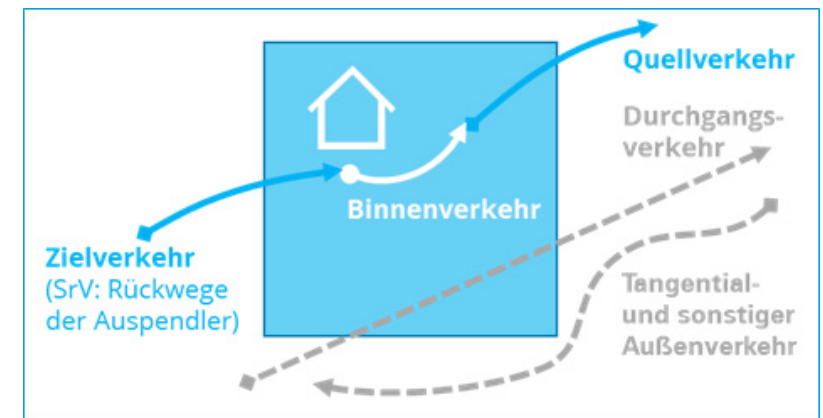 Quellverkehr
Durchgangs-
verkehr
Binnenverkehr
Zielverkehr
(SrV: Rückwege
der Auspendler)
Tangential-
und sonstiger
Außenverkehr